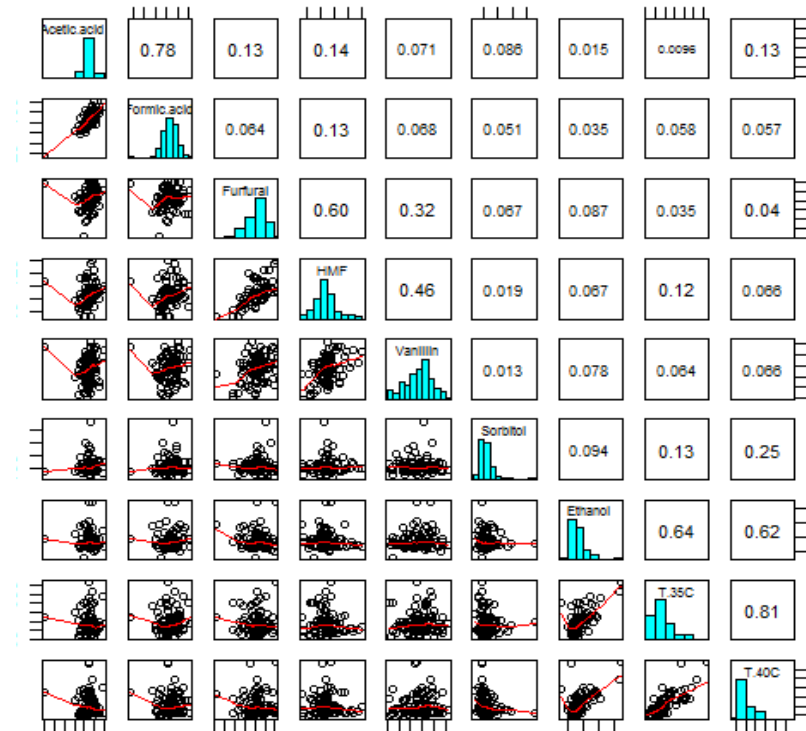 Acetic.acid 0.78 0.13 0.14 0.071 0.086 0.015 0.0096 0.13
Formic.acid 0.064 0.13 0.068 0.051 0.035 0.058 0.057
Furfural 0.60 0.32 0.067 0.087 0.035 0.04
HMF 0.46 0.019 0.067 0.12 0.066
Vanillin 0.013 0.078 0.064 0.066
Sorbitol 0.094 0.13 0.25
Ethanol 0.64 0.62
T.35C 0.81
T.40C